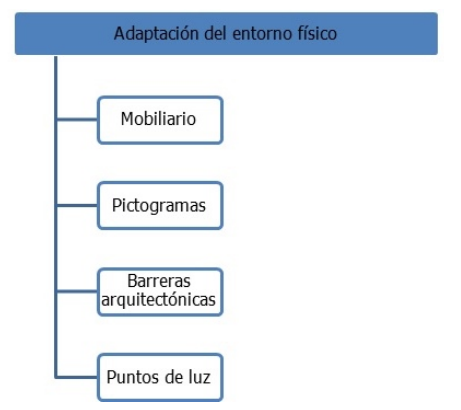 Adaptación del entorno físico
Mobiliario
Pictogramas
Barreras
arquitectónicas
Puntos de luz